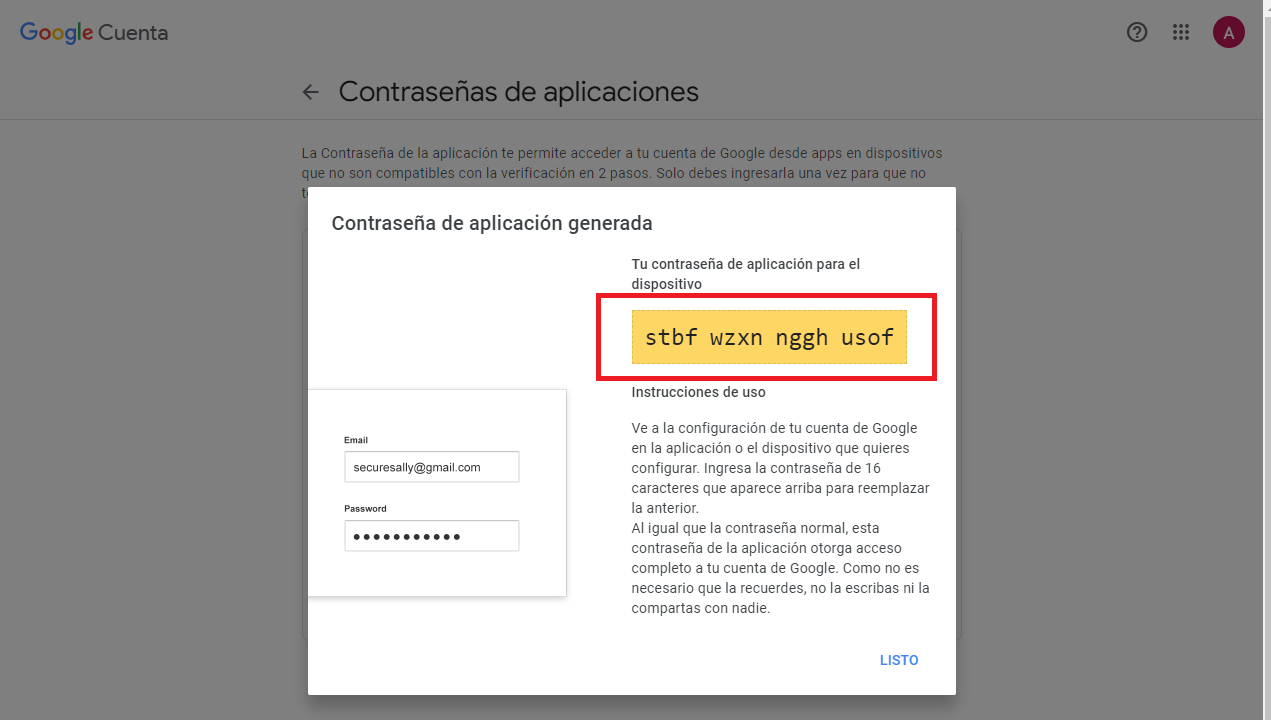 Google Cuenta
A
Contraseñas de aplicaciones
La Contraseña de la aplicación te permite acceder a tu cuenta de Google desde apps en dispositivos
que no son compatibles con la verificación en 2 pasos. Solo debes ingresarla una vez para que no
Contraseña de aplicación generada
Tu contraseña de aplicación para el
dispositivo
stbf wzxn nggh usof
Email
securesally@gmail.com
Password
Instrucciones de uso
Ve a la configuración de tu cuenta de Google
en la aplicación o el dispositivo que quieres
configurar. Ingresa la contraseña de 16
caracteres que aparece arriba para reemplazar
la anterior.
Al igual que la contraseña normal, esta
contraseña de la aplicación otorga acceso
completo a tu cuenta de Google. Como no es
necesario que la recuerdes, no la escribas ni la
compartas con nadie.
LISTO